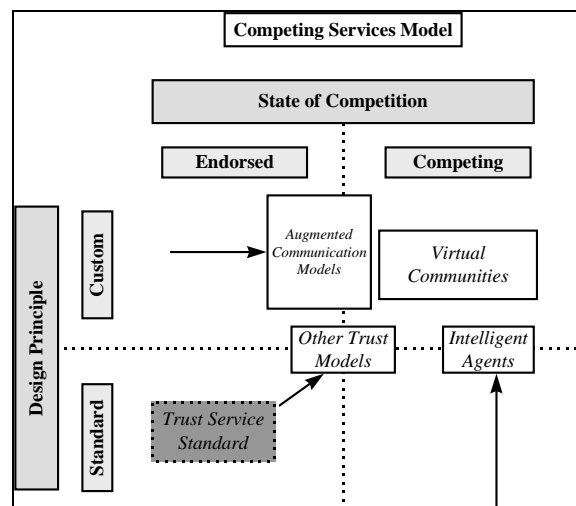 Competing Services Model
State of Competition
Endorsed
Competing
Design Principle
Custom
Augmented
Communication
Models
Virtual
Communities
Other Trust
Models
Intelligent
Agents
Standard
Trust Service
Standard